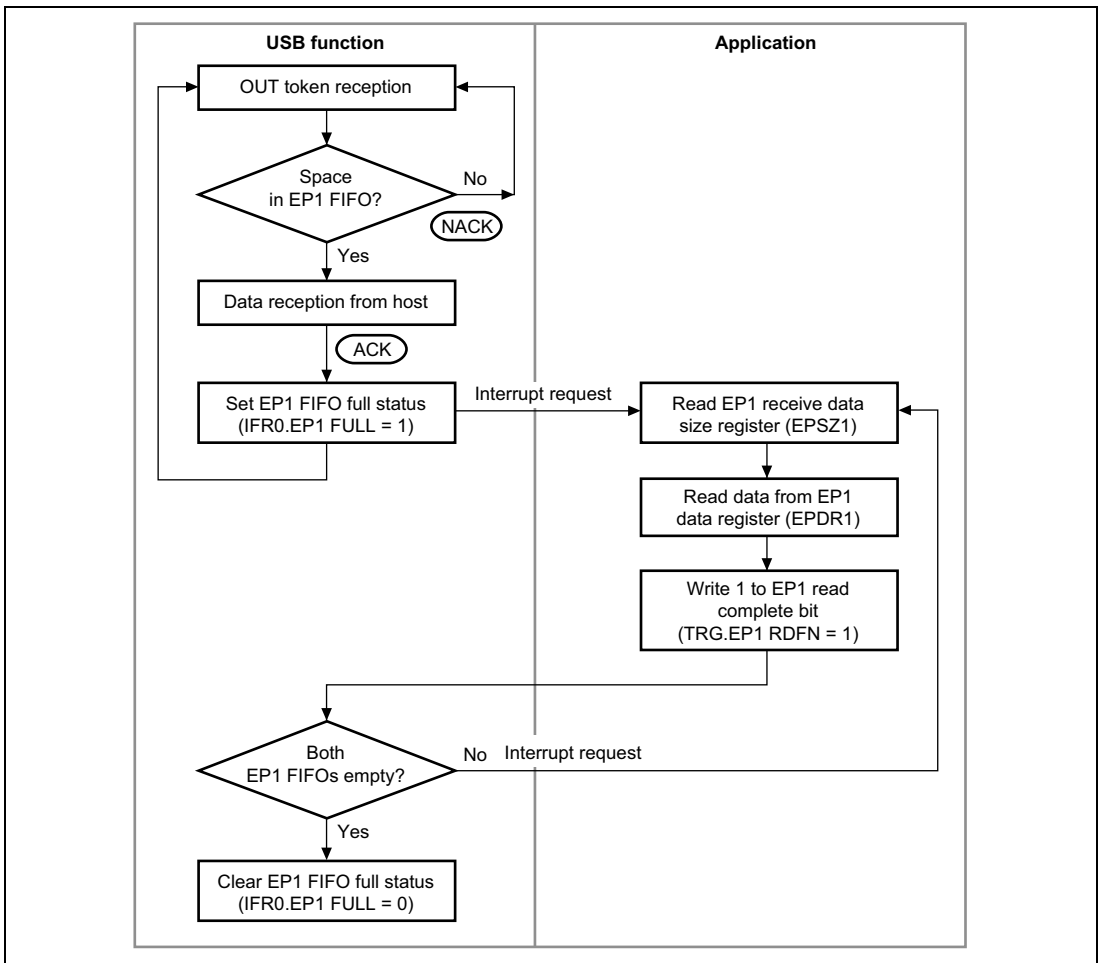 USB function
Application
OUT token reception
Space
in EP1 FIFO?
No
NACK
Yes
Data reception from host
ACK
Set EP1 FIFO full status
(IFR0.EP1 FULL = 1)
Interrupt request
Read EP1 receive data
size register (EPSZ1)
Read data from EP1
data register (EPDR1)
Write 1 to EP1 read
complete bit
(TRG.EP1 RDFN = 1)
Both
EP1 FIFOs empty?
No
Interrupt request
Yes
Clear EP1 FIFO full status
(IFR0.EP1 FULL = 0)